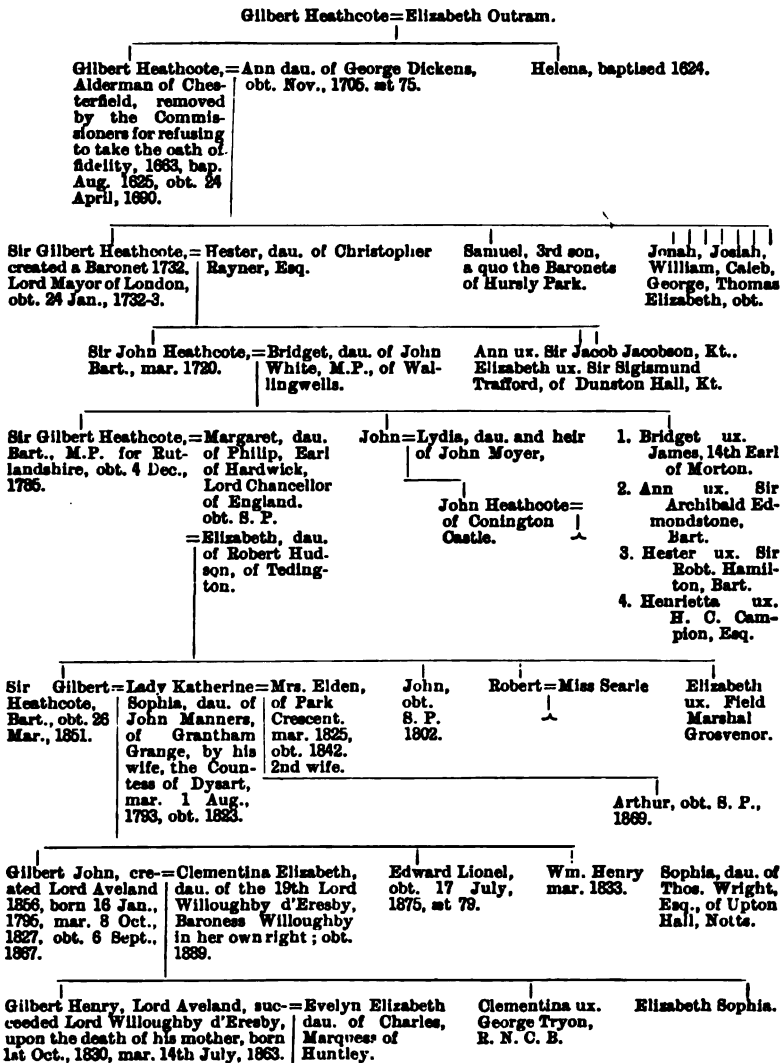 Gilbert Heathcote=Elizabeth Outram.
Gilbert Heathcote,=
Alderman of Ches-
terfield, removed
by the Commis-
sioners for refusing
to take the oath of
fidelity, 1663, bap.
Aug. 1625, obt. 24
April, 1690.
Ann dau. of George Dickens,
obt. Nov., 1705. æt 75.
Helena, baptised 1624.
Sir Gilbert Heathcote,=
created a Baronet 1732,
Lord Mayor of London,
obt. 24 Jan., 1732-3.
Hester, dau. of Christopher
Rayner, Esq.
Samuel, 3rd son,
a quo the Baronets
of Hursly Park.
Jonah, Josiah,
William, Caleb,
George, Thomas
Elizabeth, obt.
Sir John Heathcote,=
Bart., mar. 1720.
Bridget, dau. of John
White, M.P., of Wal-
lingwells.
Ann ux. Sir Jacob Jacobson, Kt..
Elizabeth ux. Sir Sigismund
Trafford, of Dunston Hall, Kt.
Sir Gilbert Heathcote,=
Bart., M.P. for Rut-
landshire, obt. 4 Dec.,
1785.
Margaret, dau.
of Philip, Earl
of Hardwick,
Lord Chancellor
of England.
obt. S. P.
=Elizabeth, dau.
of Robert Hud-
son, of Teding-
ton.
John=Lydia, dau. and heir
of John Moyer,
John Heathcote=
of Conington
Castle.
1. Bridget ux.
James, 14th Earl
of Morton.
2. Ann ux. Sir
Archibald Ed-
mondstone,
Bart.
3. Hester ux. Sir
Robt. Hamil-
ton, Bart.
4. Henrietta ux.
H. C. Cam-
pion, Esq.
Sir Gilbert=
Heathcote,
Bart., obt. 26
Mar., 1851.
Lady Katherine=
Sophia, dau. of
John Manners,
of Grantham
Grange, by his
wife, the Coun-
tess of Dysart,
mar. 1 Aug.,
1793, obt. 1823.
Mrs. Elden,
of Park
Crescent.
mar. 1825,
obt. 1842.
2nd wife.
John,
obt.
S. P.
1802.
Robert=Miss Searle
Elizabeth
ux. Field
Marshal
Grosvenor.
Arthur, obt. S. P.,
1869.
Gilbert John, cre-=
ated Lord Aveland
1856, born 16 Jan.,
1795, mar. 8 Oct.,
1827, obt. 6 Sept.,
1867.
Clementina Elizabeth,
dau. of the 19th Lord
Willoughby d'Eresby,
Baroness Willoughby
in her own right ; obt.
1889.
Edward Lionel,
obt. 17 July,
1875, æt 79.
Wm. Henry
mar. 1833.
Sophia, dau. of
Thos. Wright,
Esq., of Upton
Hall, Notts.
Gilbert Henry, Lord Aveland, suc-=
ceeded Lord Willoughby d'Eresby,
upon the death of his mother, born
1st Oct., 1830, mar. 14th July, 1863.
Evelyn Elizabeth
dau. of Charles,
Marquess of
Huntley.
Clementina ux.
George Tryon,
R. N. C. B.
Elizabeth Sophia.